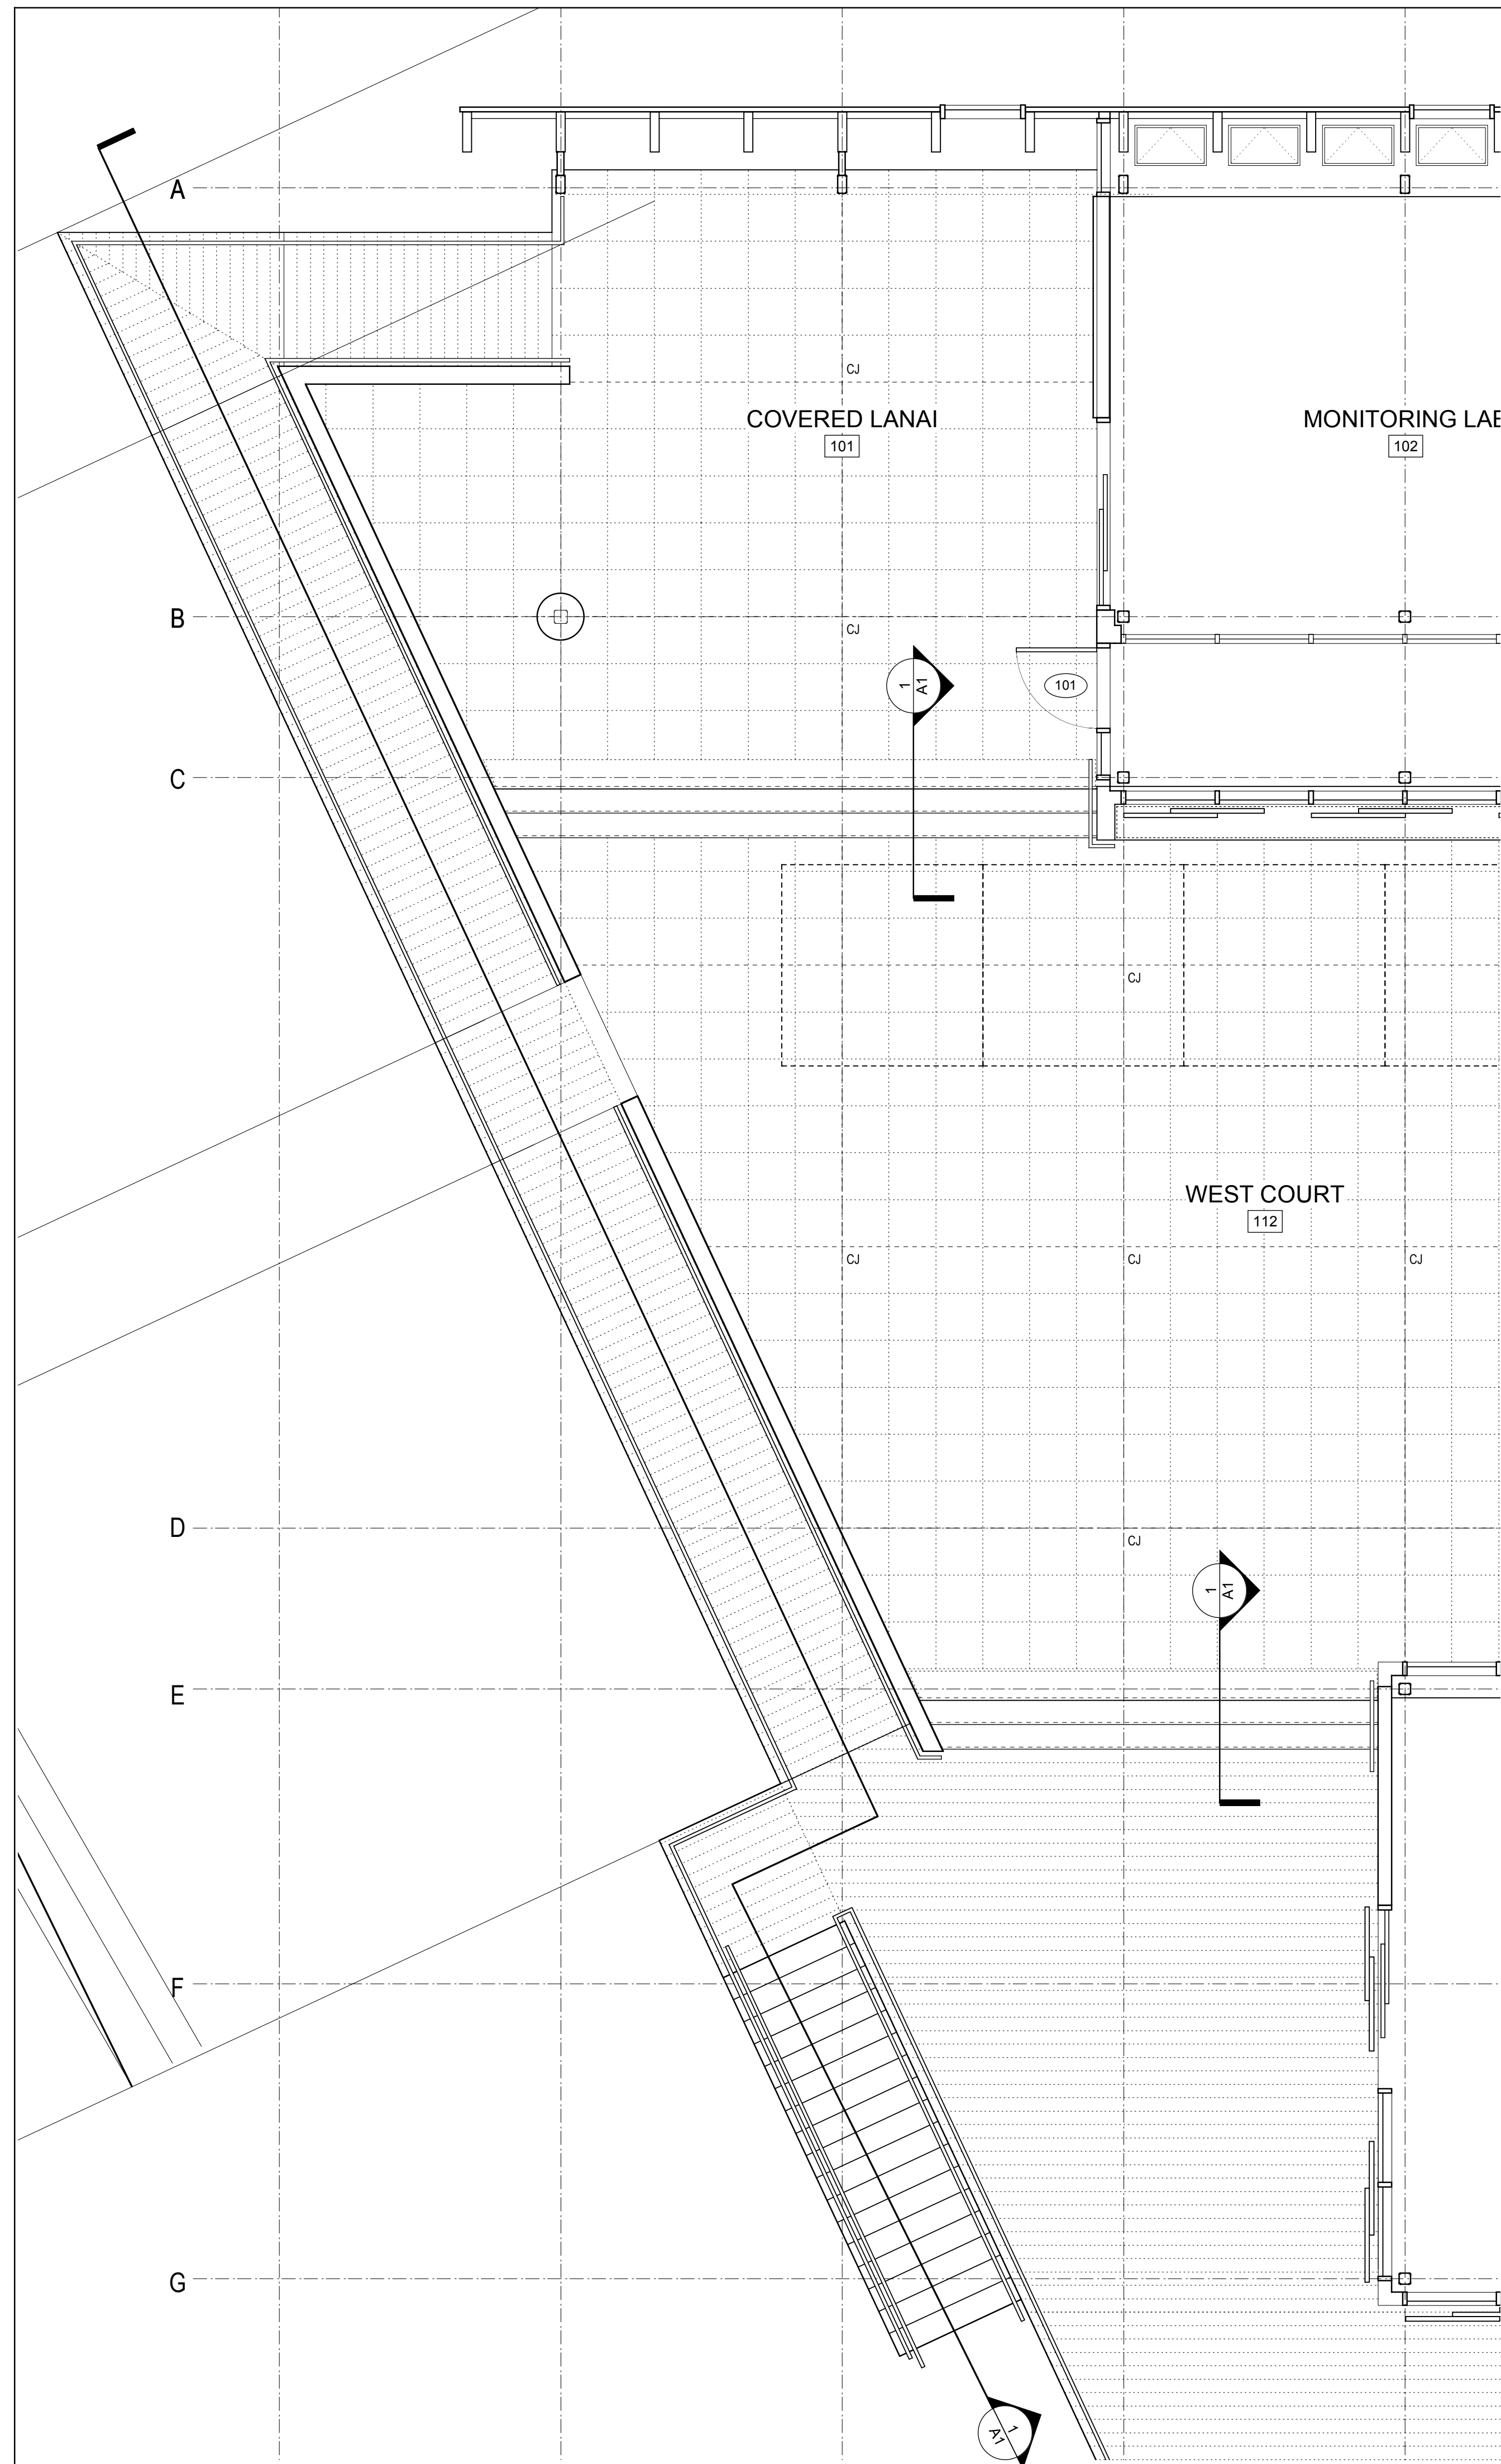 A
CJ
COVERED LANAI
101
MONITORING LAB
102
B
CJ
1
A1
101
C
CJ
WEST COURT
112
CJ
CJ
CJ
D
CJ
1
A1
E
F
G
1
A1